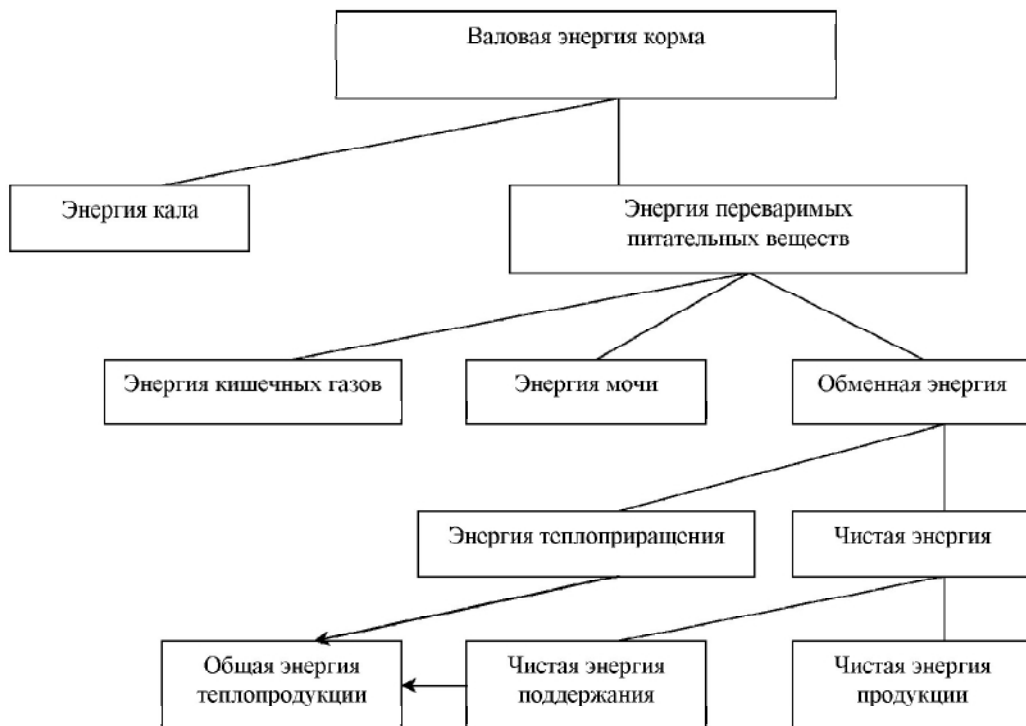 Валовая энергия корма
Энергия кала
Энергия переваримых
питательных веществ
Энергия кишечных газов
Энергия мочи
Обменная энергия
Энергия теплоприращения
Чистая энергия
Общая энергия
теплопродукции
Чистая энергия
поддержания
Чистая энергия
продукции